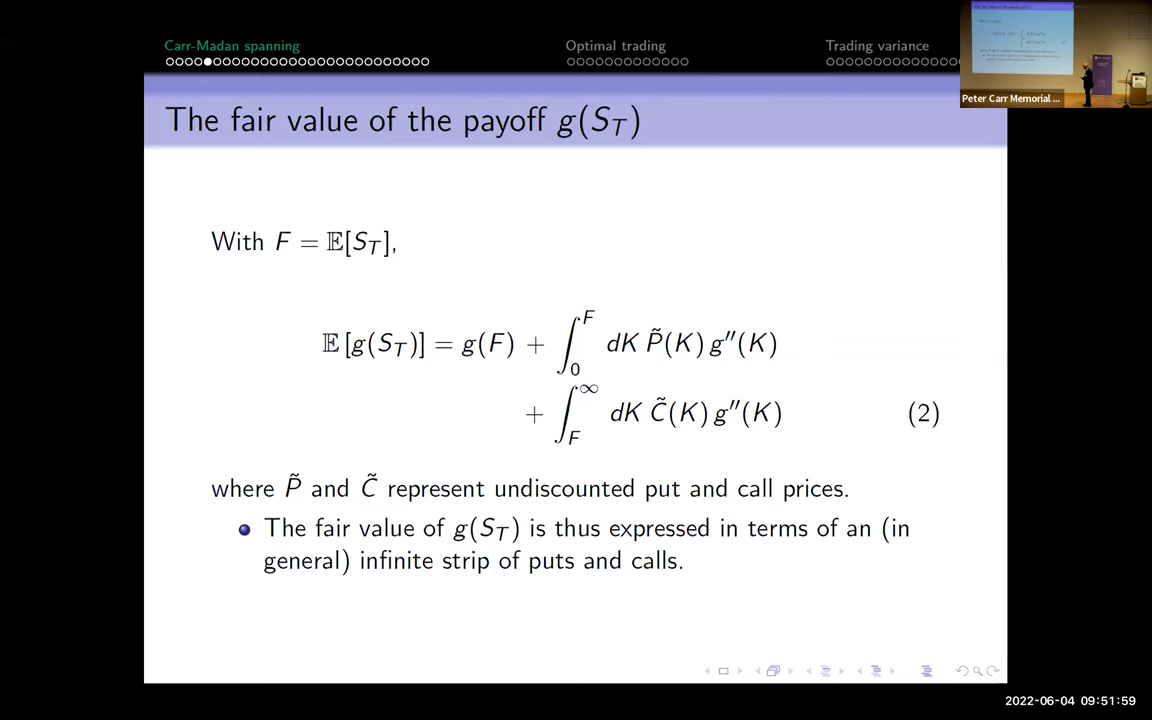 Carr-Madan spanning
Optimal trading
Trading variance
Peter Carr Memorial ...
The fair value of the payoff g(S_T)
With F = 𝔼[S_T],
𝔼 [g(S_T)] = g(F) + ∫_0^F dK P̃(K) g″(K)
+ ∫_F^∞ dK C̃(K) g″(K) (2)
where P̃ and C̃ represent undiscounted put and call prices.
The fair value of g(S_T) is thus expressed in terms of an (in
general) infinite strip of puts and calls.
2022-06-04 09:51:59